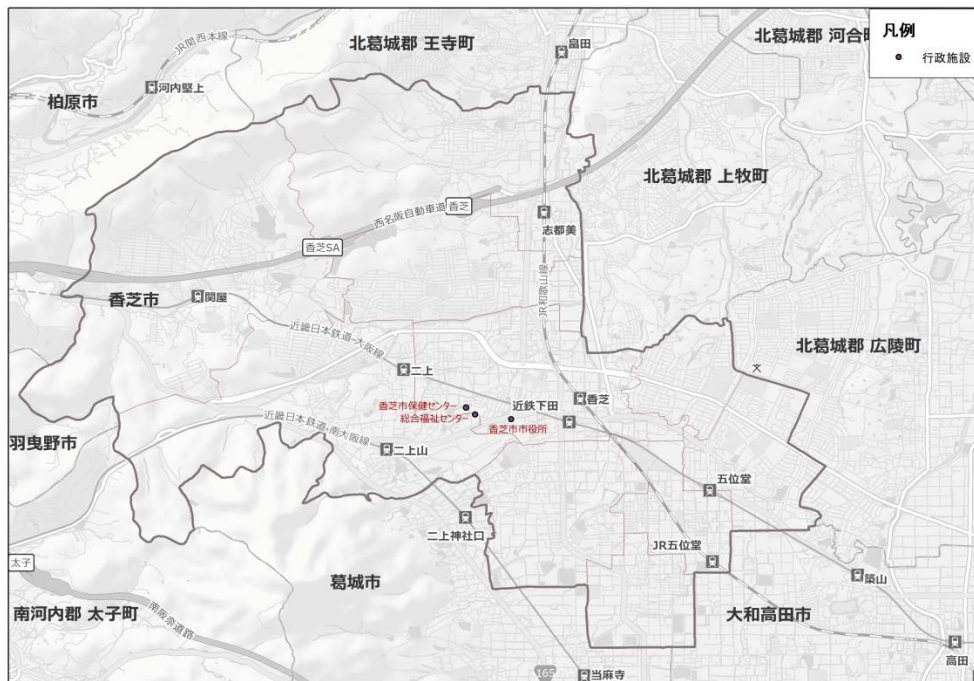 北葛城郡 王寺町
畠田
北葛城郡 河合町
凡例
行政施設
JR関西本線
河内堅上
柏原市
北葛城郡 上牧町
西名阪自動車道
香芝
志都美
香芝SA
香芝市
関屋
JR和歌山線
近畿日本鉄道-大阪線
北葛城郡 広陵町
二上
香芝
香芝市保健センター
総合福祉センター
近鉄下田
香芝市市役所
近畿日本鉄道-南大阪線
羽曳野市
二上山
五位堂
二上神社口
JR五位堂
太子
葛城市
築山
南河内郡 太子町
南阪奈道路
大和高田市
高田
165
当麻寺